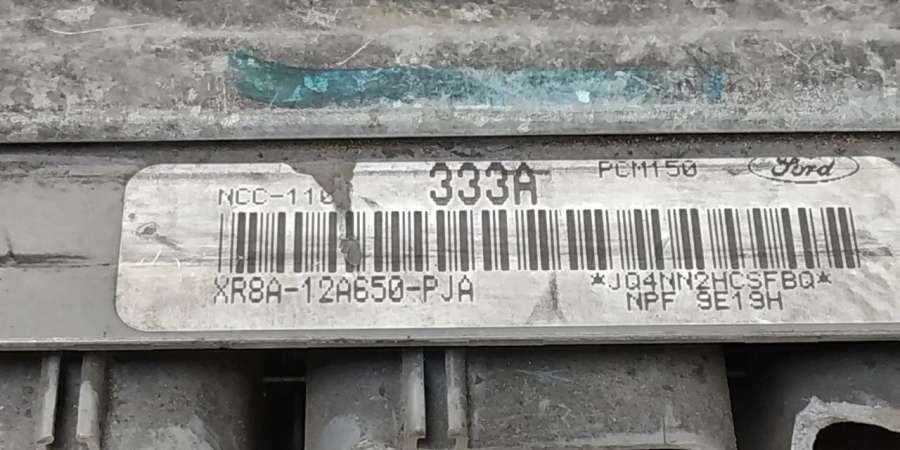 NCC-110 333A PCM150 Ford
XR8A-12A650-PJA *JQ4NN2HCSFBQ*
NPF 9E19H